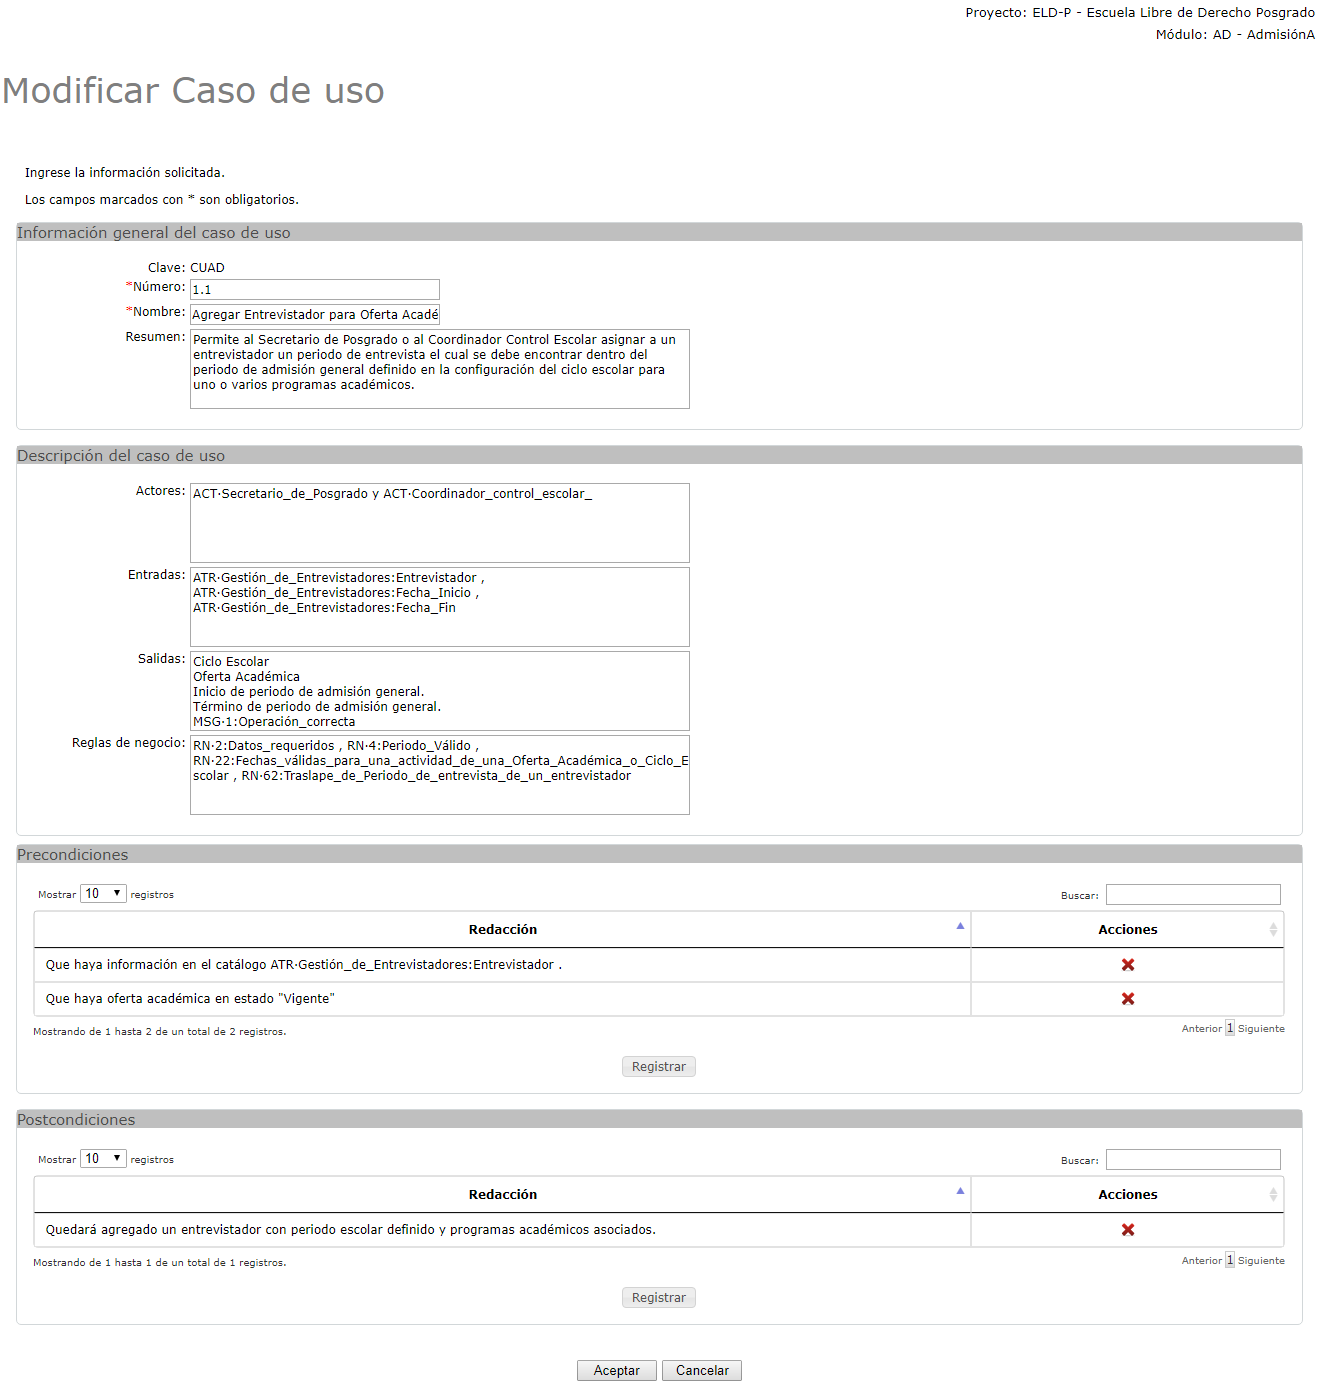 Proyecto: ELD-P - Escuela Libre de Derecho Posgrado
Módulo: AD - AdmisiónA
Modificar Caso de uso
Ingrese la información solicitada.
Los campos marcados con * son obligatorios.
Información general del caso de uso
Clave: CUAD
*Número: 1.1
*Nombre: Agregar Entrevistador para Oferta Acadé
Resumen: Permite al Secretario de Posgrado o al Coordinador Control Escolar asignar a un
entrevistador un periodo de entrevista el cual se debe encontrar dentro del
periodo de admisión general definido en la configuración del ciclo escolar para
uno o varios programas académicos.
Descripción del caso de uso
Actores: ACT·Secretario_de_Posgrado y ACT·Coordinador_control_escolar_
Entradas: ATR·Gestión_de_Entrevistadores:Entrevistador ,
ATR·Gestión_de_Entrevistadores:Fecha_Inicio ,
ATR·Gestión_de_Entrevistadores:Fecha_Fin
Salidas: Ciclo Escolar
Oferta Académica
Inicio de periodo de admisión general.
Término de periodo de admisión general.
MSG·1:Operación_correcta
Reglas de negocio: RN·2:Datos_requeridos , RN·4:Periodo_Válido ,
RN·22:Fechas_válidas_para_una_actividad_de_una_Oferta_Académica_o_Ciclo_E
scolar , RN·62:Traslape_de_Periodo_de_entrevista_de_un_entrevistador
Precondiciones
Mostrar 10 registros Buscar:
Redacción Acciones
Que haya información en el catálogo ATR·Gestión_de_Entrevistadores:Entrevistador .
Que haya oferta académica en estado "Vigente"
Mostrando de 1 hasta 2 de un total de 2 registros. Anterior 1 Siguiente
Registrar
Postcondiciones
Mostrar 10 registros Buscar:
Redacción Acciones
Quedará agregado un entrevistador con periodo escolar definido y programas académicos asociados.
Mostrando de 1 hasta 1 de un total de 1 registros. Anterior 1 Siguiente
Registrar
Aceptar Cancelar